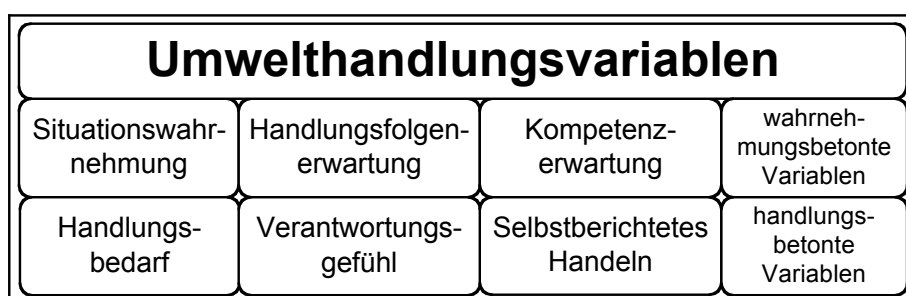 Umwelthandlungsvariablen
Situationswahr-
nehmung
Handlungsfolgen-
erwartung
Kompetenz-
erwartung
wahrneh-
mungsbetonte
Variablen
Handlungs-
bedarf
Verantwortungs-
gefühl
Selbstberichtetes
Handeln
handlungs-
betonte
Variablen